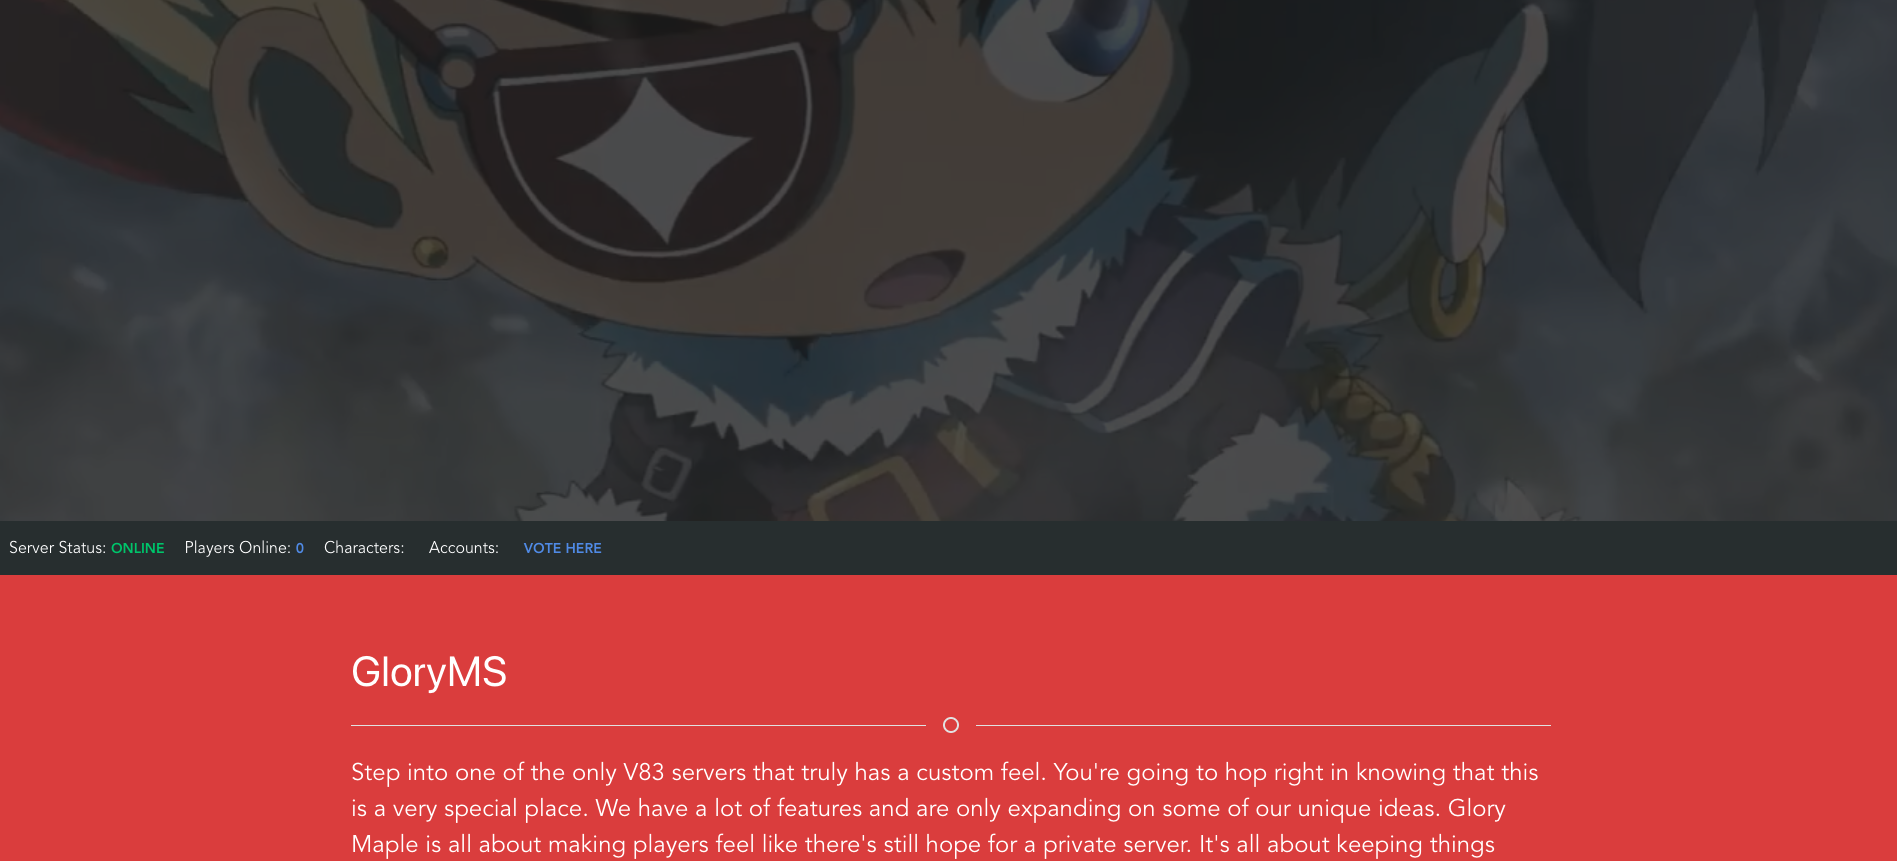 Server Status: ONLINE Players Online: 0 Characters: Accounts: VOTE HERE
GloryMS
Step into one of the only V83 servers that truly has a custom feel. You're going to hop right in knowing that this
is a very special place. We have a lot of features and are only expanding on some of our unique ideas. Glory
Maple is all about making players feel like there's still hope for a private server. It's all about keeping things